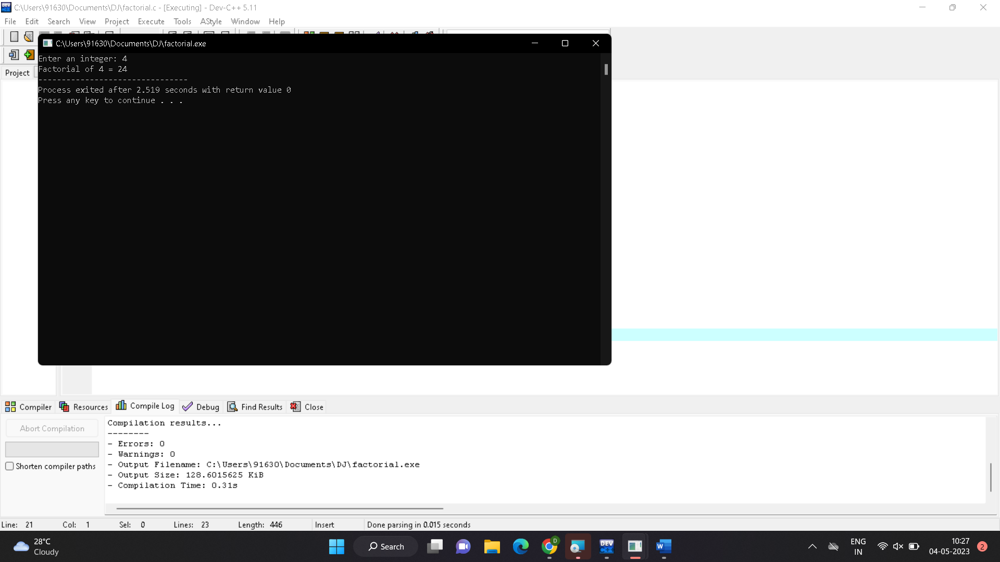 C:\Users\91630\Documents\DJ\factorial.c - [Executing] - Dev-C++ 5.11
File Edit Search View Project Execute Tools AStyle Window Help
C:\Users\91630\Documents\DJ\factorial.exe
Enter an integer: 4
Factorial of 4 = 24
--------------------------------
Process exited after 2.519 seconds with return value 0
Press any key to continue . . .
Project
Compiler Resources Compile Log Debug Find Results Close
Abort Compilation
Shorten compiler paths
Compilation results...
--------
- Errors: 0
- Warnings: 0
- Output Filename: C:\Users\91630\Documents\DJ\factorial.exe
- Output Size: 128.6015625 KiB
- Compilation Time: 0.31s
Line: 21 Col: 1 Sel: 0 Lines: 23 Length: 446 Insert Done parsing in 0.015 seconds
28°C
Cloudy
Search
D
DEV
C++
W
ENG
IN
10:27
04-05-2023
2